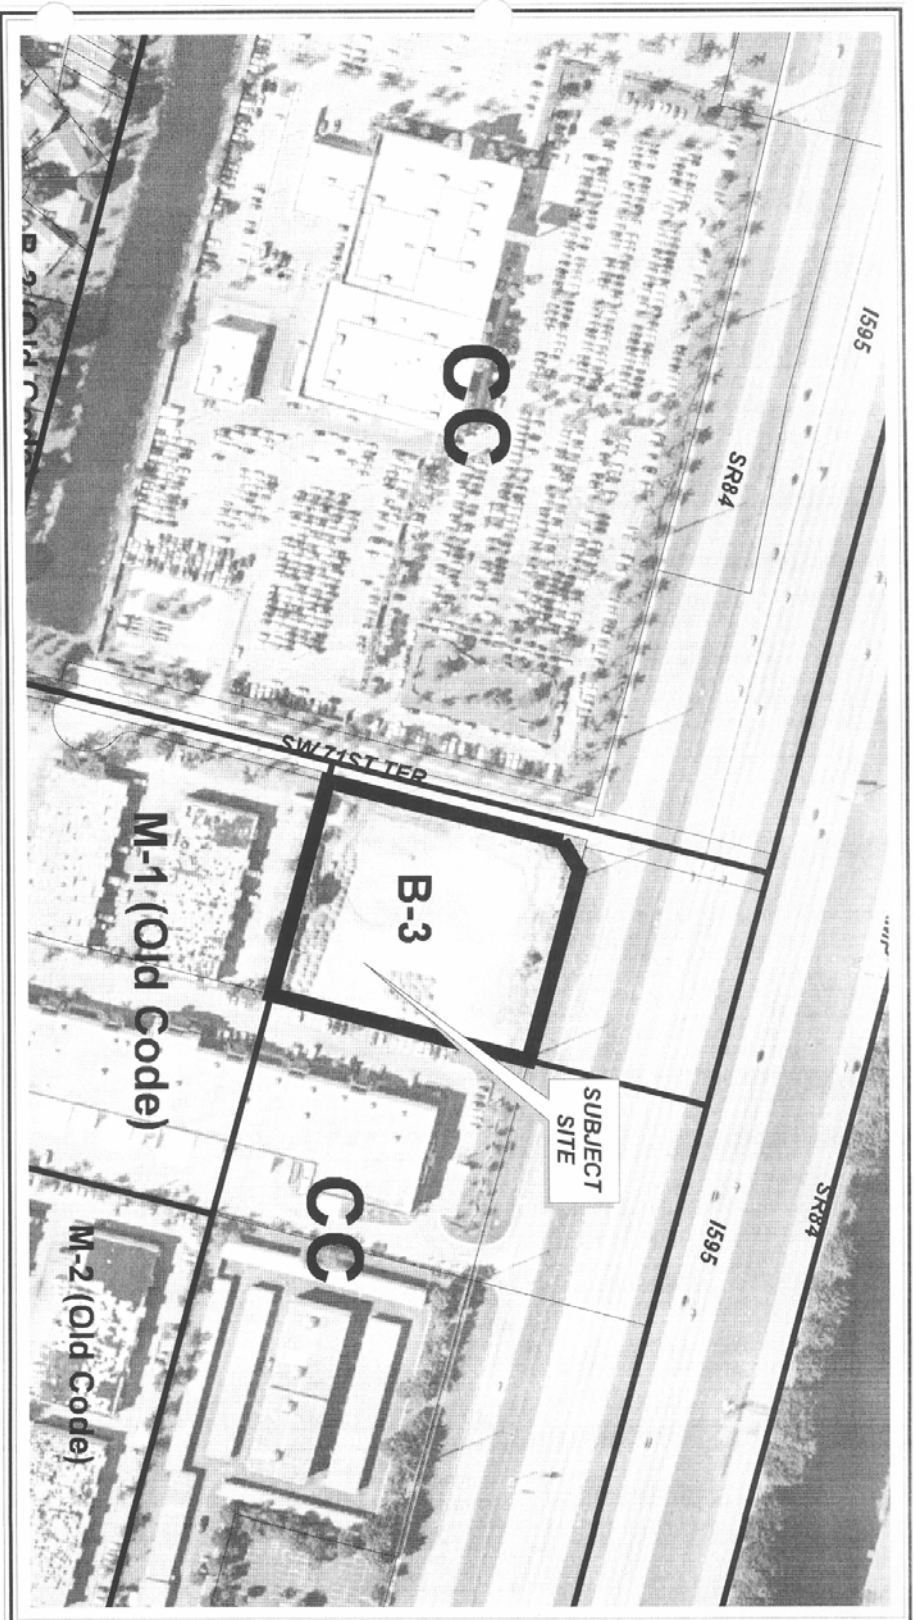 I595
SR84
CC
SW 71ST TER
B-3
M-1 (Old Code)
SUBJECT
SITE
SR84
I595
CC
M-2 (Old Code)